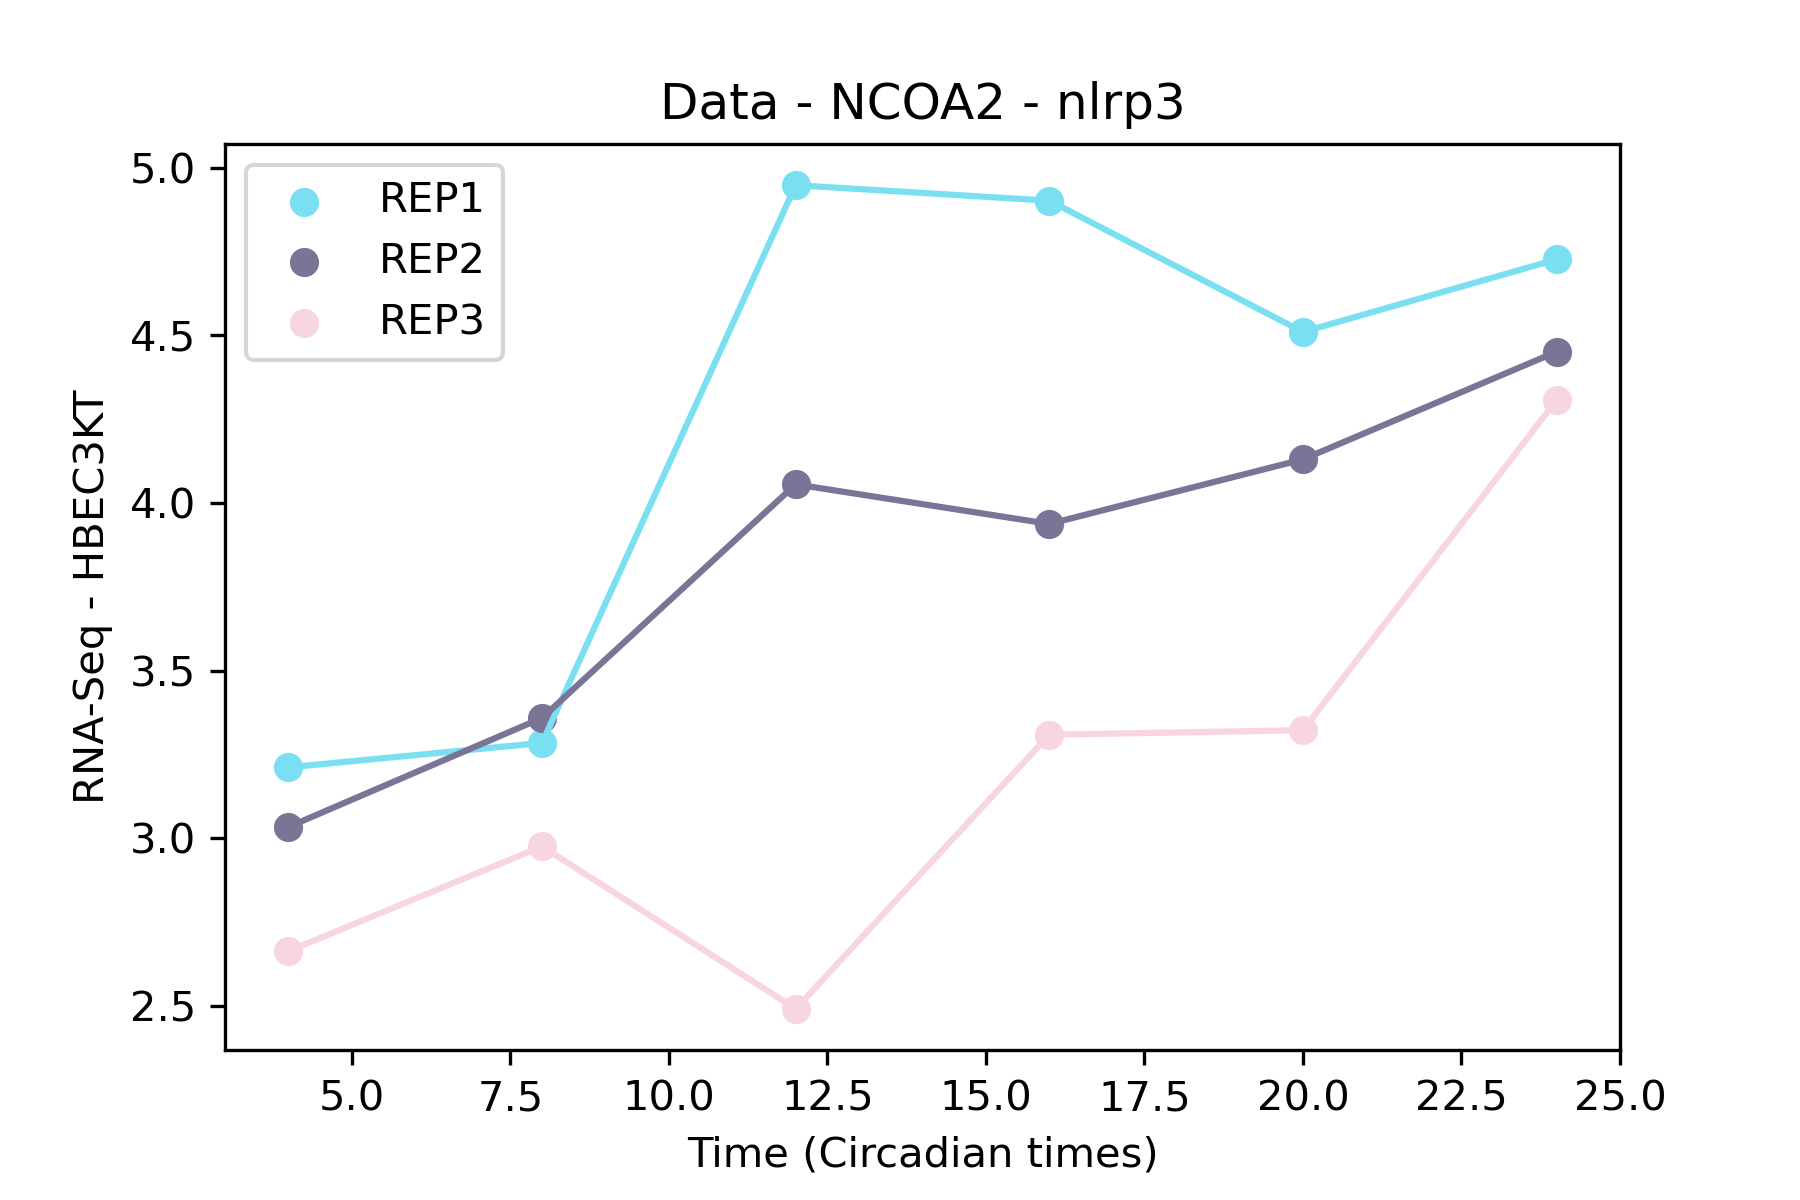 Data - NCOA2 - nlrp3
REP1
REP2
REP3
RNA-Seq - HBEC3KT
5.0
4.5
4.0
3.5
3.0
2.5
5.0 7.5 10.0 12.5 15.0 17.5 20.0 22.5 25.0
Time (Circadian times)